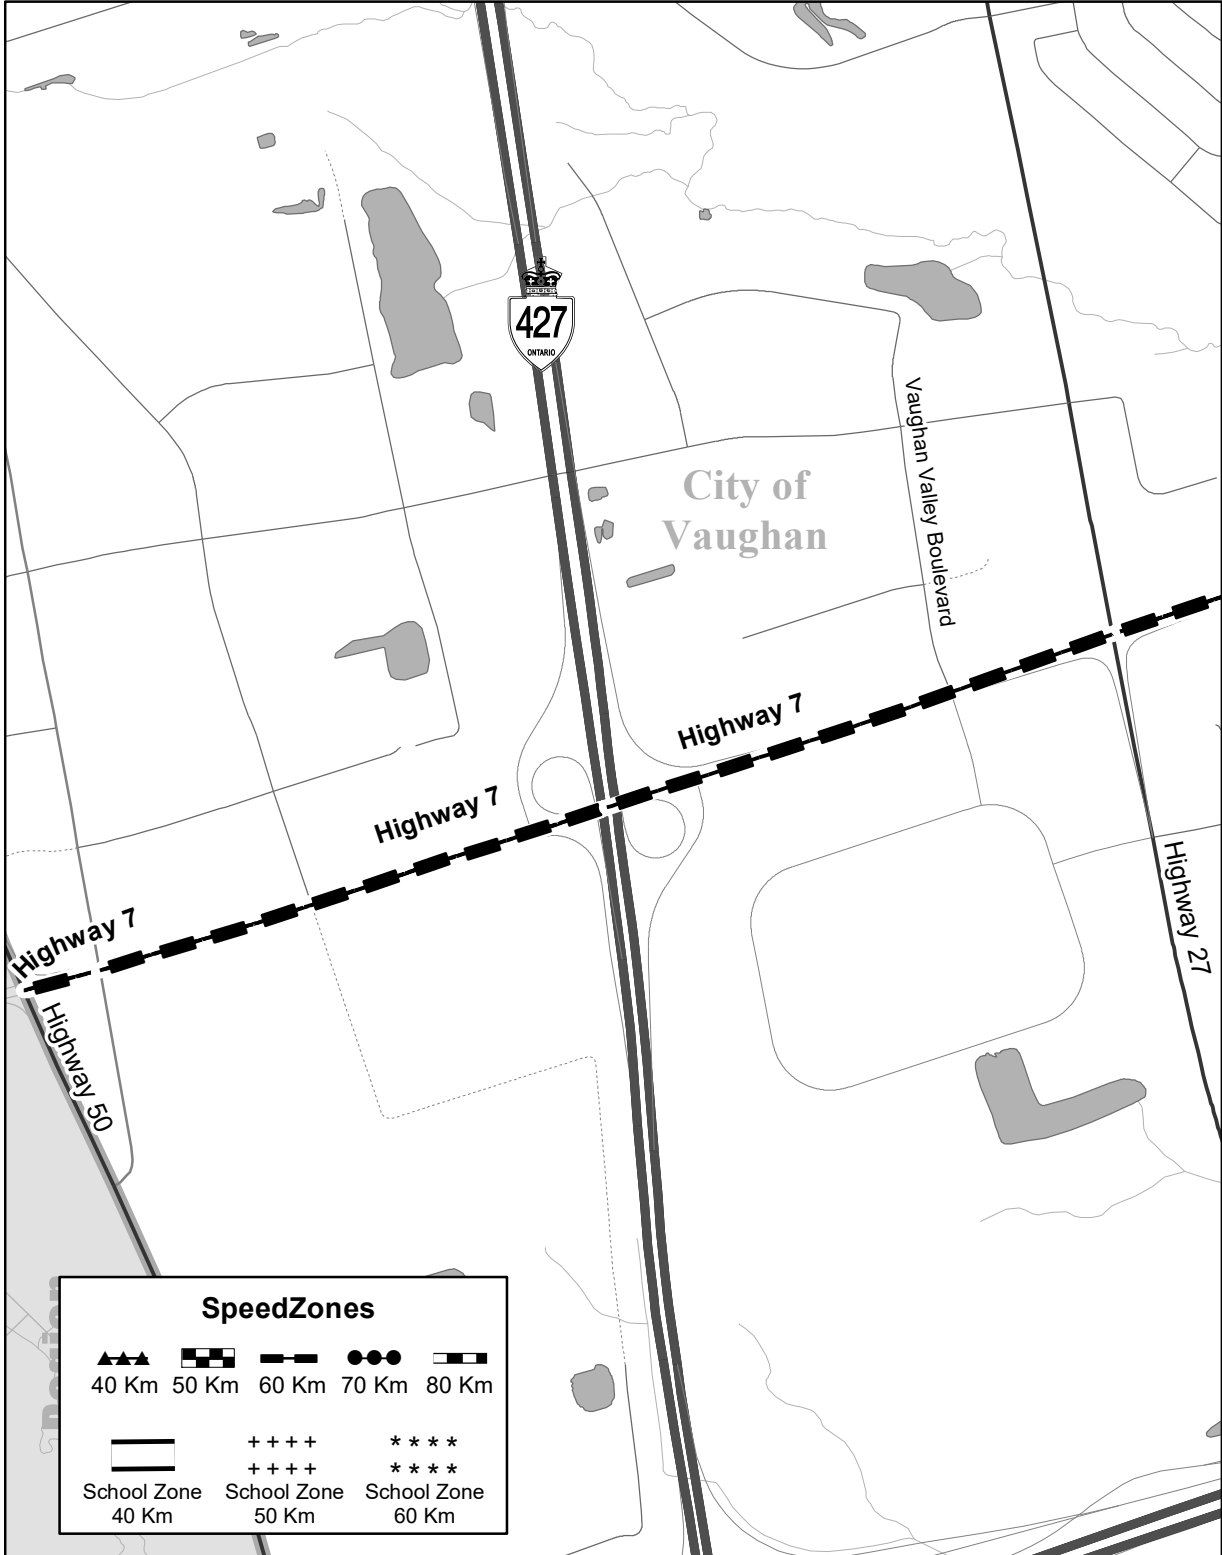 427
ONTARIO
Vaughan Valley Boulevard
City of
Vaughan
Highway 7
Highway 7
Highway 7
Highway 27
Highway 50
Region
SpeedZones
40 Km 50 Km 60 Km 70 Km 80 Km
School Zone School Zone School Zone
40 Km 50 Km 60 Km